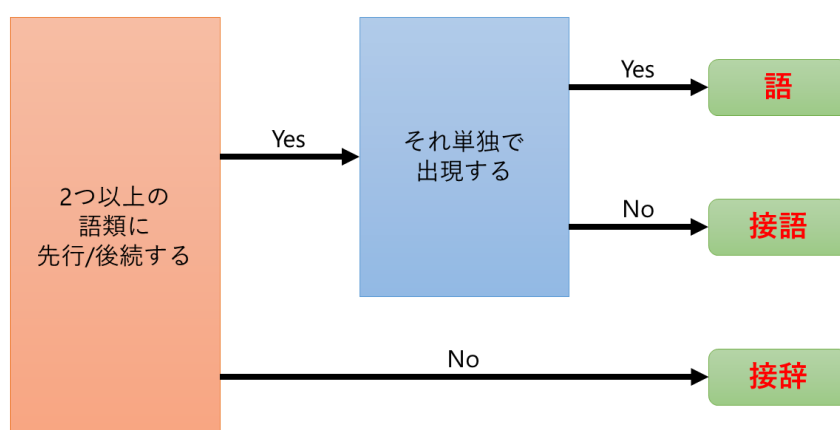 2つ以上の
語類に
先行/後続する
Yes
それ単独で
出現する
Yes
語
No
接語
No
接辞